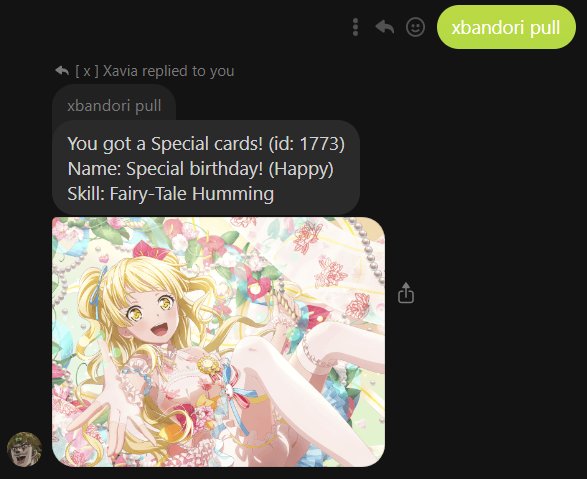 xbandori pull
[ x ] Xavia replied to you
xbandori pull
You got a Special cards! (id: 1773)
Name: Special birthday! (Happy)
Skill: Fairy-Tale Humming